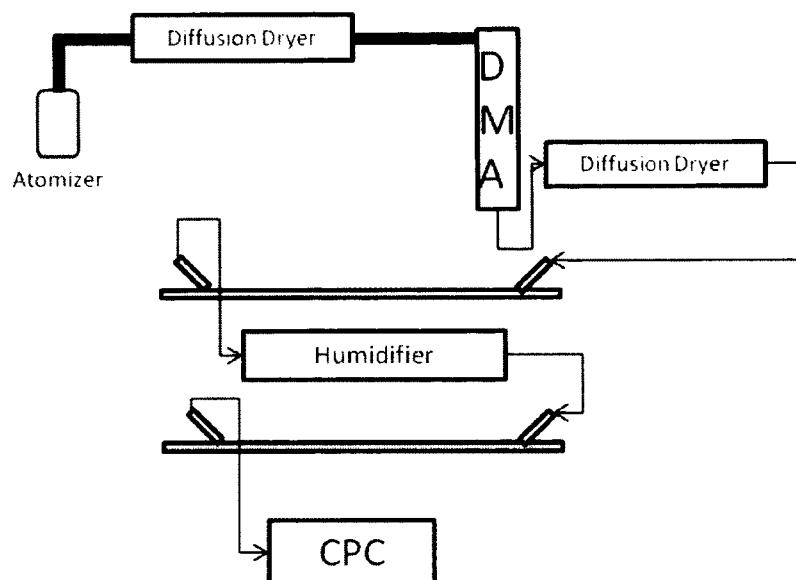 Diffusion Dryer
D
M
A
Atomizer
Diffusion Dryer
Humidifier
CPC